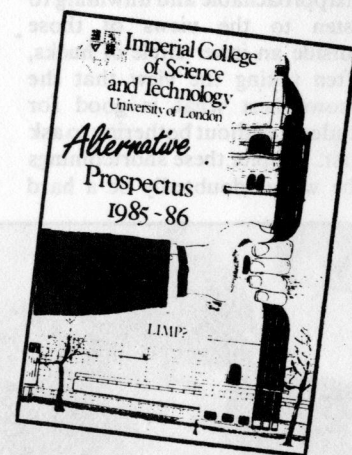 Imperial College
of Science
and Technology
University of London
Alternative
Prospectus
1985-86
LIMP?